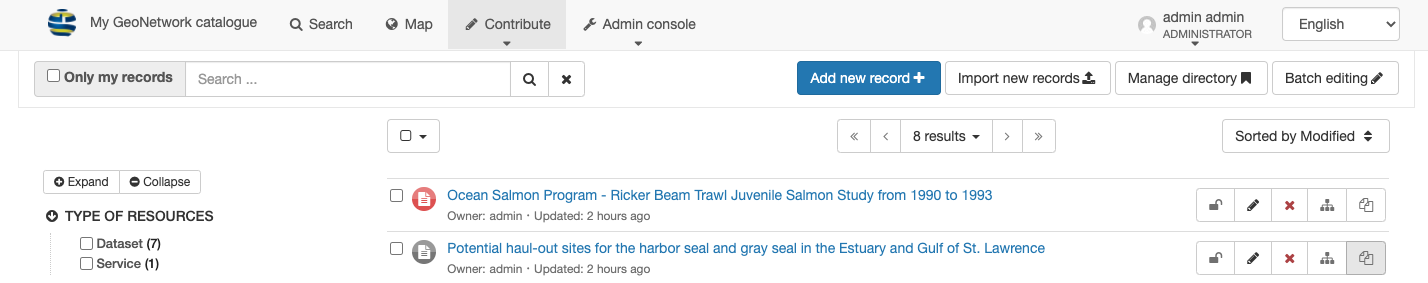 My GeoNetwork catalogue Search Map Contribute Admin console admin admin ADMINISTRATOR English
Only my records Search ... Add new record Import new records Manage directory Batch editing
« ‹ 8 results › » Sorted by Modified
Expand Collapse
TYPE OF RESOURCES
Dataset (7)
Service (1)
Ocean Salmon Program - Ricker Beam Trawl Juvenile Salmon Study from 1990 to 1993
Owner: admin · Updated: 2 hours ago
Potential haul-out sites for the harbor seal and gray seal in the Estuary and Gulf of St. Lawrence
Owner: admin · Updated: 2 hours ago